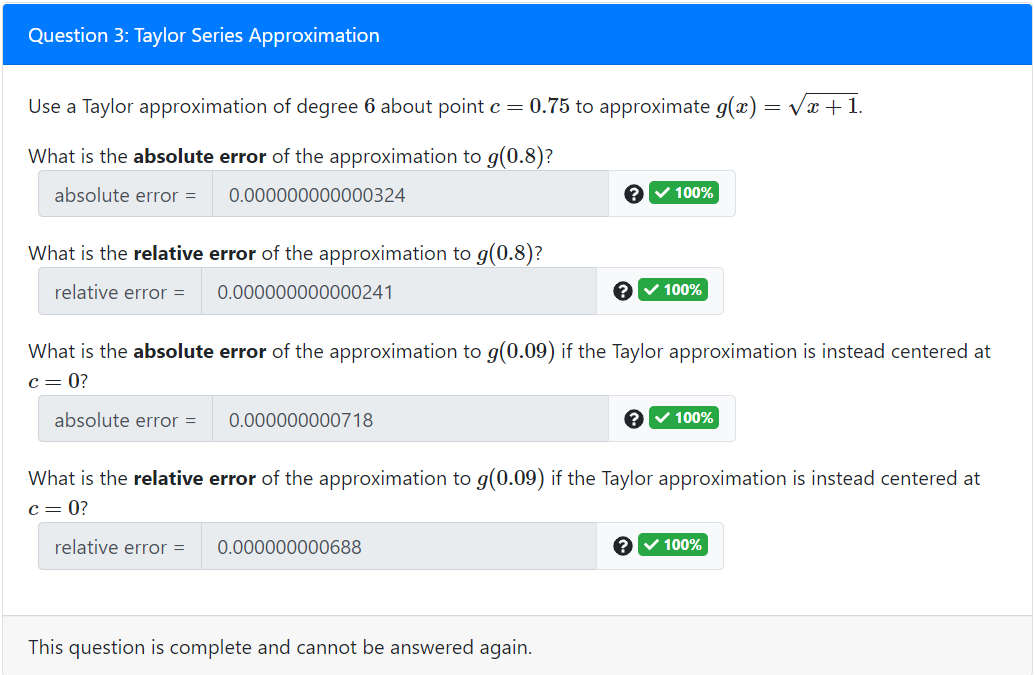 Question 3: Taylor Series Approximation
Use a Taylor approximation of degree 6 about point c = 0.75 to approximate g(x) = √(x + 1).
What is the absolute error of the approximation to g(0.8)?
absolute error = 0.000000000000324 ? ✓ 100%
What is the relative error of the approximation to g(0.8)?
relative error = 0.000000000000241 ? ✓ 100%
What is the absolute error of the approximation to g(0.09) if the Taylor approximation is instead centered at
c = 0?
absolute error = 0.000000000718 ? ✓ 100%
What is the relative error of the approximation to g(0.09) if the Taylor approximation is instead centered at
c = 0?
relative error = 0.000000000688 ? ✓ 100%
This question is complete and cannot be answered again.